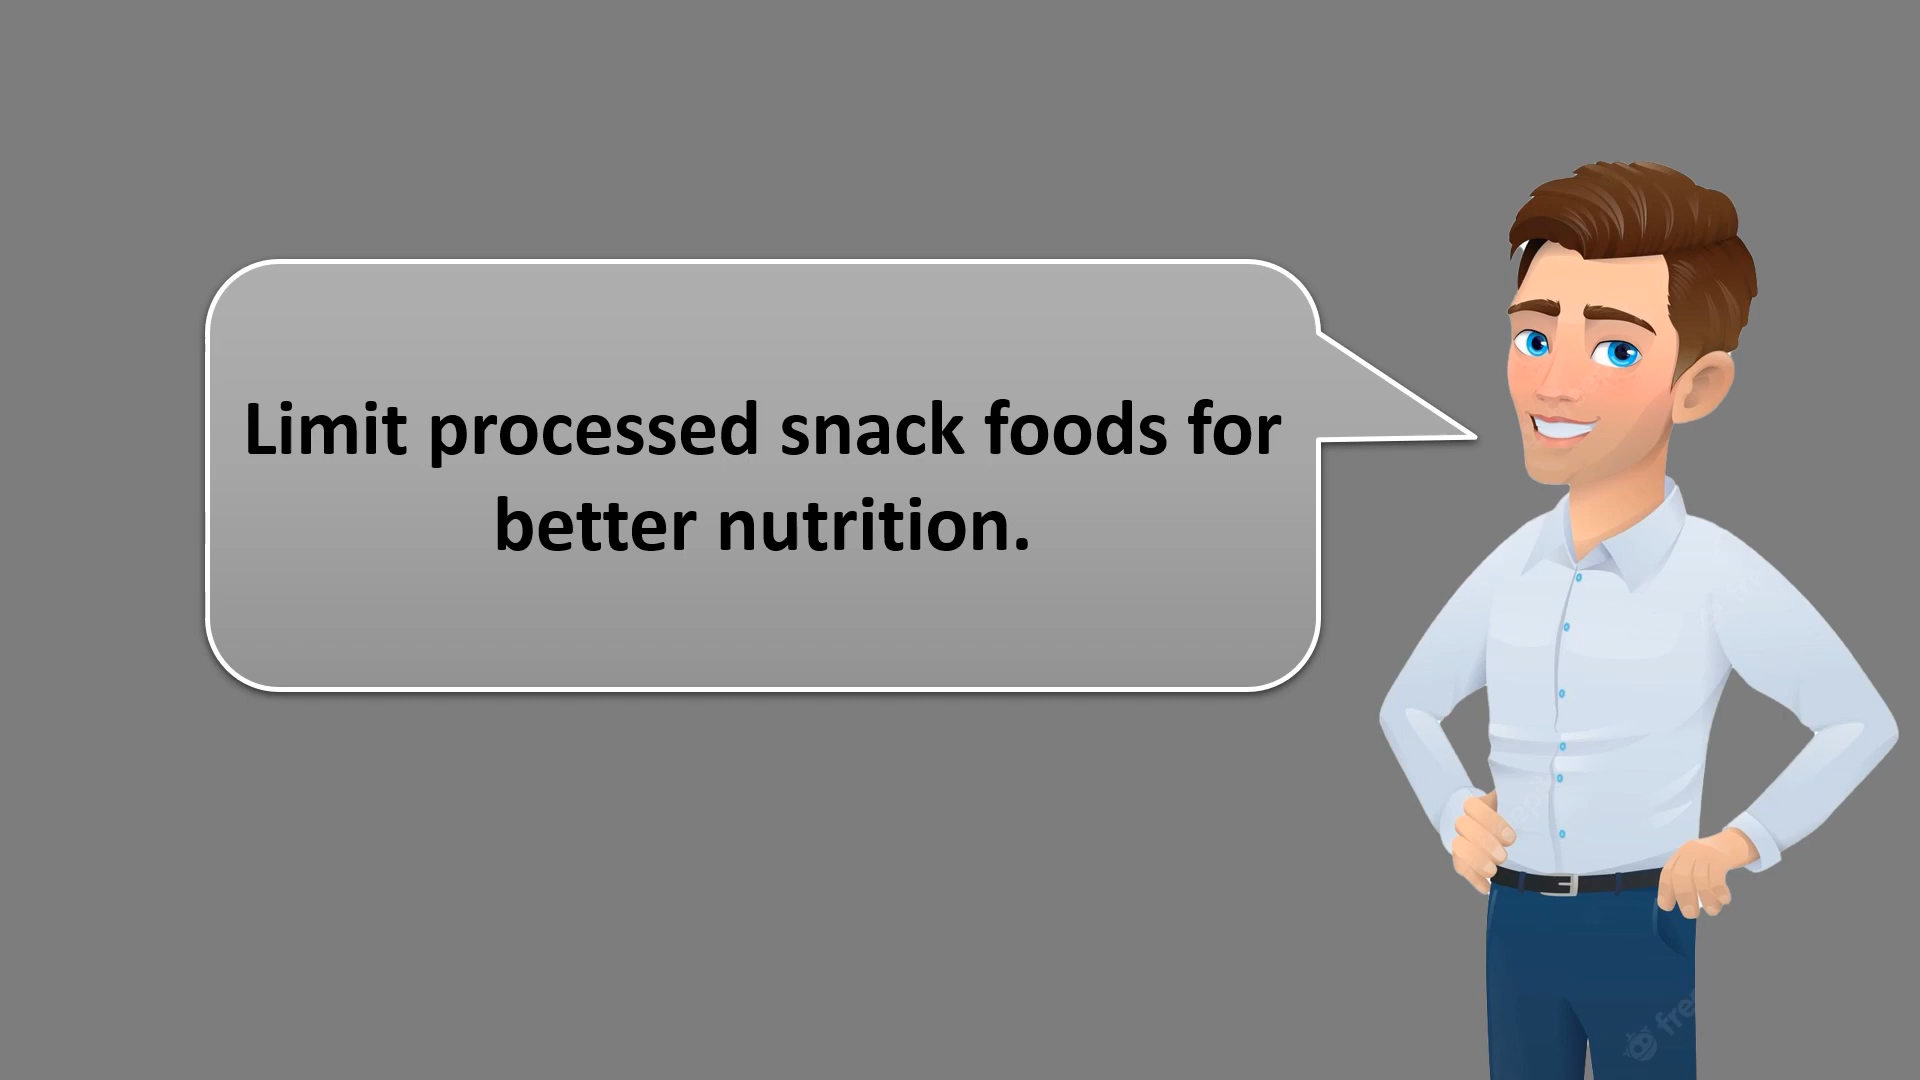 Limit processed snack foods for
better nutrition.